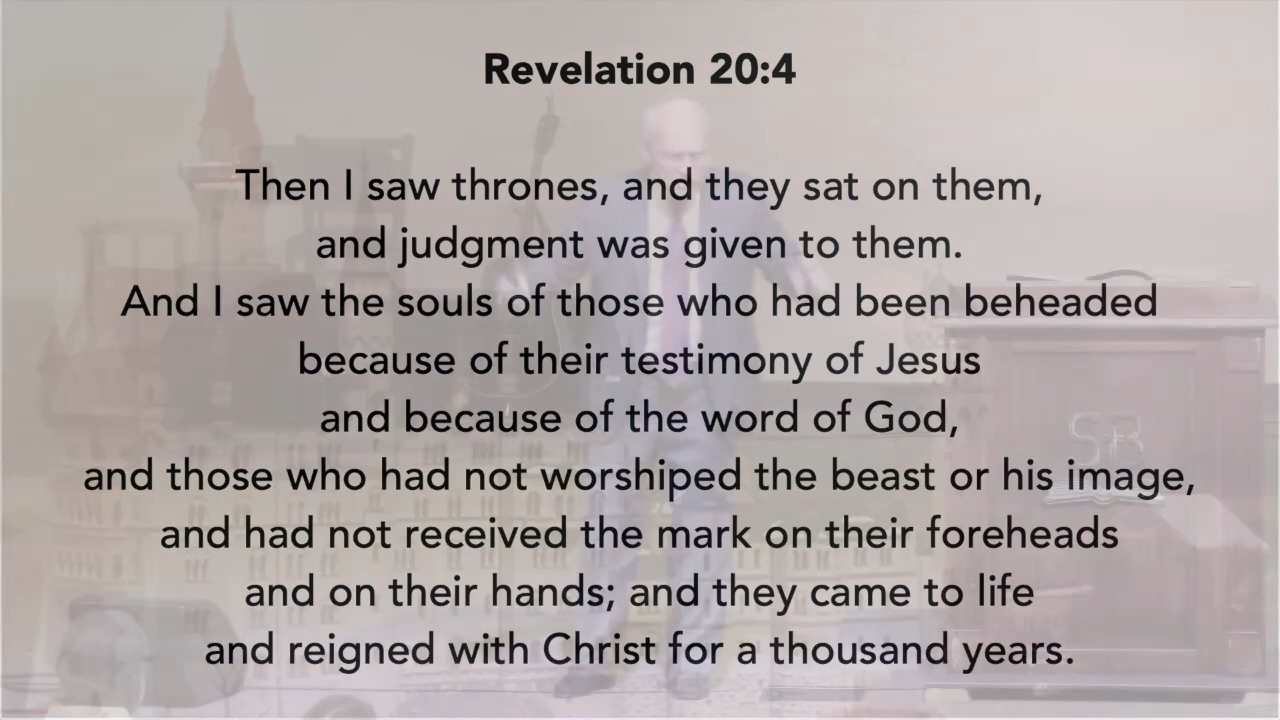 Revelation 20:4
Then I saw thrones, and they sat on them,
and judgment was given to them.
And I saw the souls of those who had been beheaded
because of their testimony of Jesus
and because of the word of God,
and those who had not worshiped the beast or his image,
and had not received the mark on their foreheads
and on their hands; and they came to life
and reigned with Christ for a thousand years.